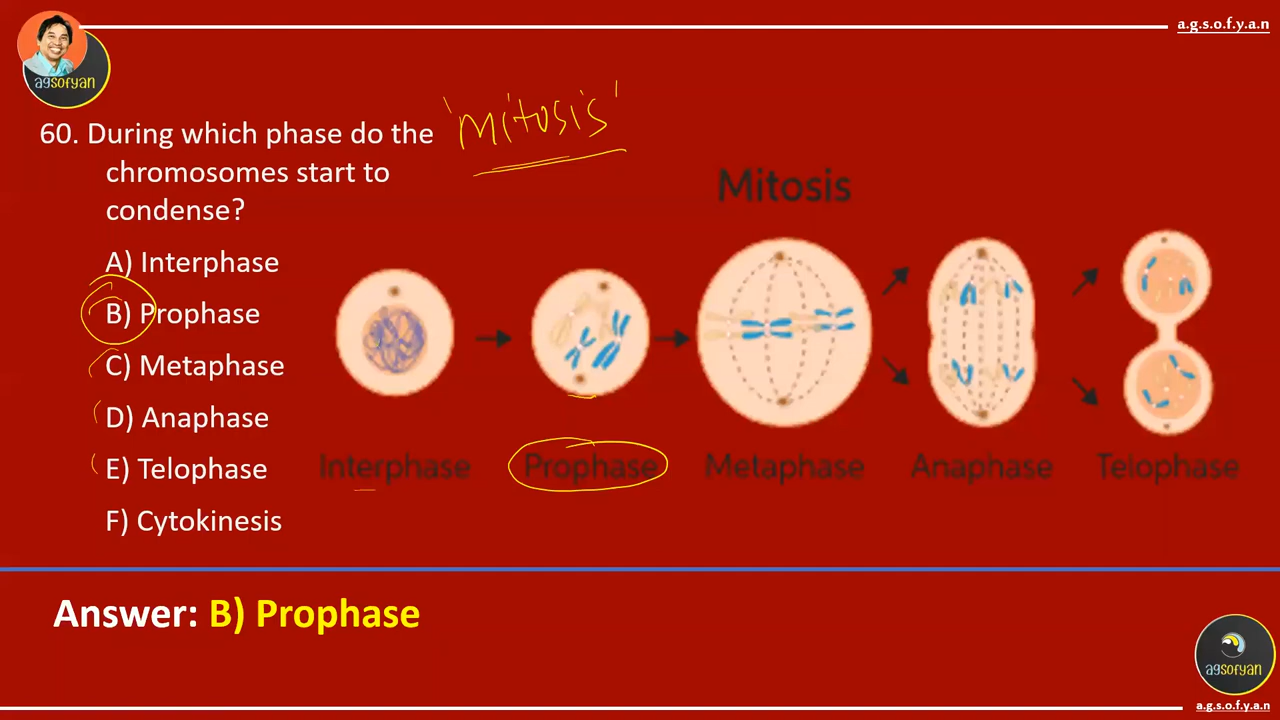 a.g.s.o.f.y.a.n
agsofyan
'mitosis'
60. During which phase do the
chromosomes start to
condense?
A) Interphase
B) Prophase
C) Metaphase
D) Anaphase
E) Telophase
F) Cytokinesis
Mitosis
Interphase
Prophase
Metaphase
Anaphase
Telophase
Answer: B) Prophase
agsofyan
a.g.s.o.f.y.a.n